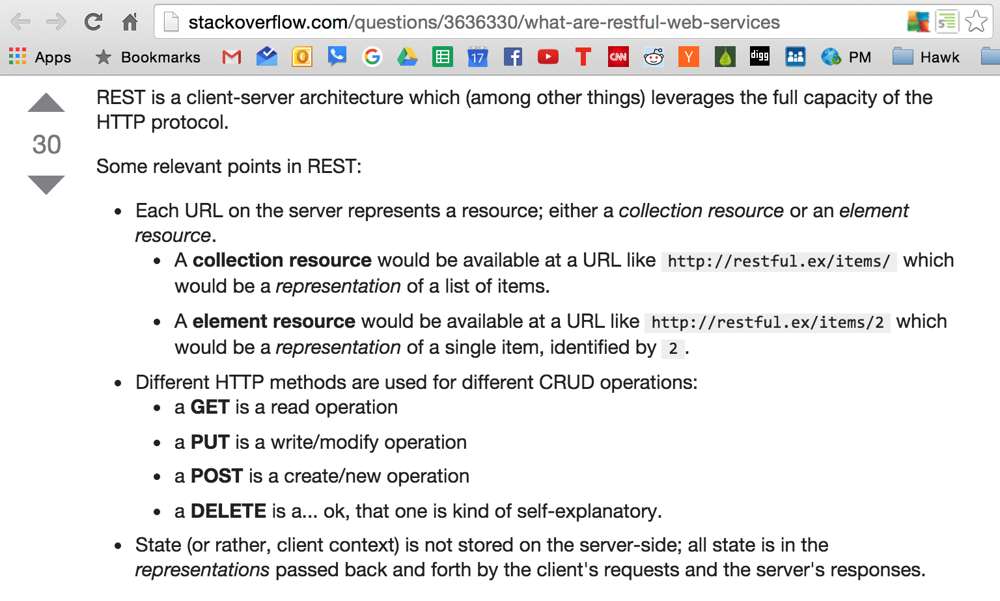 stackoverflow.com/questions/3636330/what-are-restful-web-services
Apps Bookmarks 17 T CNN Y digg PM Hawk
REST is a client-server architecture which (among other things) leverages the full capacity of the
HTTP protocol.
30
Some relevant points in REST:
• Each URL on the server represents a resource; either a collection resource or an element
resource.
• A collection resource would be available at a URL like http://restful.ex/items/ which
would be a representation of a list of items.
• A element resource would be available at a URL like http://restful.ex/items/2 which
would be a representation of a single item, identified by 2.
• Different HTTP methods are used for different CRUD operations:
• a GET is a read operation
• a PUT is a write/modify operation
• a POST is a create/new operation
• a DELETE is a... ok, that one is kind of self-explanatory.
• State (or rather, client context) is not stored on the server-side; all state is in the
representations passed back and forth by the client's requests and the server's responses.